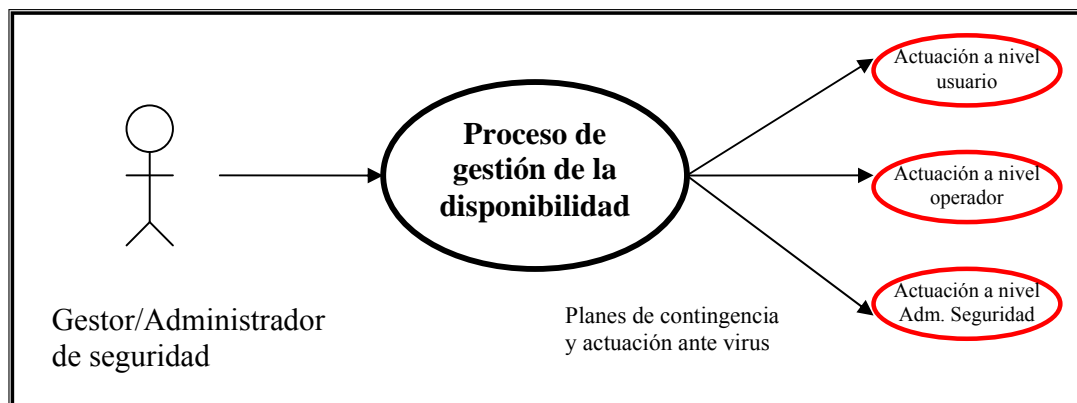 Actuación a nivel
usuario
Proceso de
gestión de la
disponibilidad
Actuación a nivel
operador
Actuación a nivel
Adm. Seguridad
Gestor/Administrador
de seguridad
Planes de contingencia
y actuación ante virus